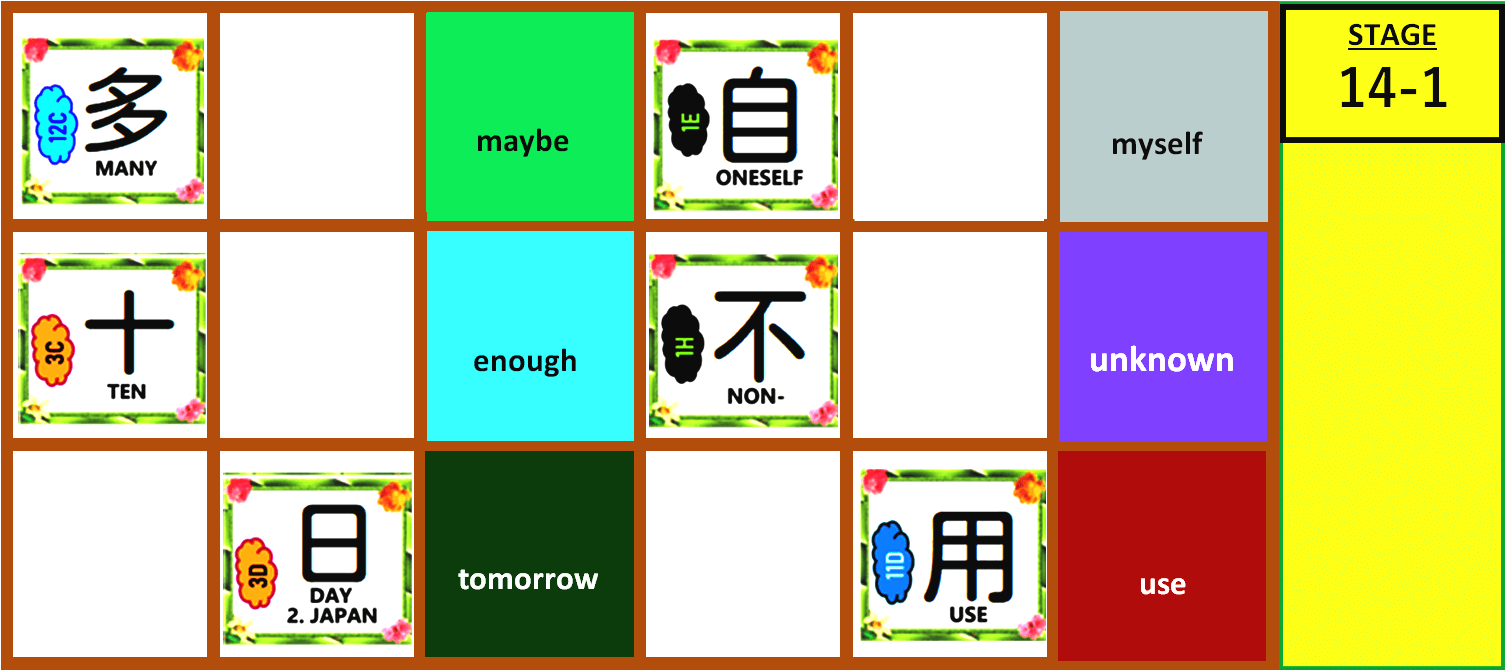 12C
多
MANY
maybe
1E
自
ONESELF
myself
STAGE
14-1
3C
十
TEN
enough
1H
不
NON-
unknown
3D
日
DAY
2. JAPAN
tomorrow
11D
用
USE
use